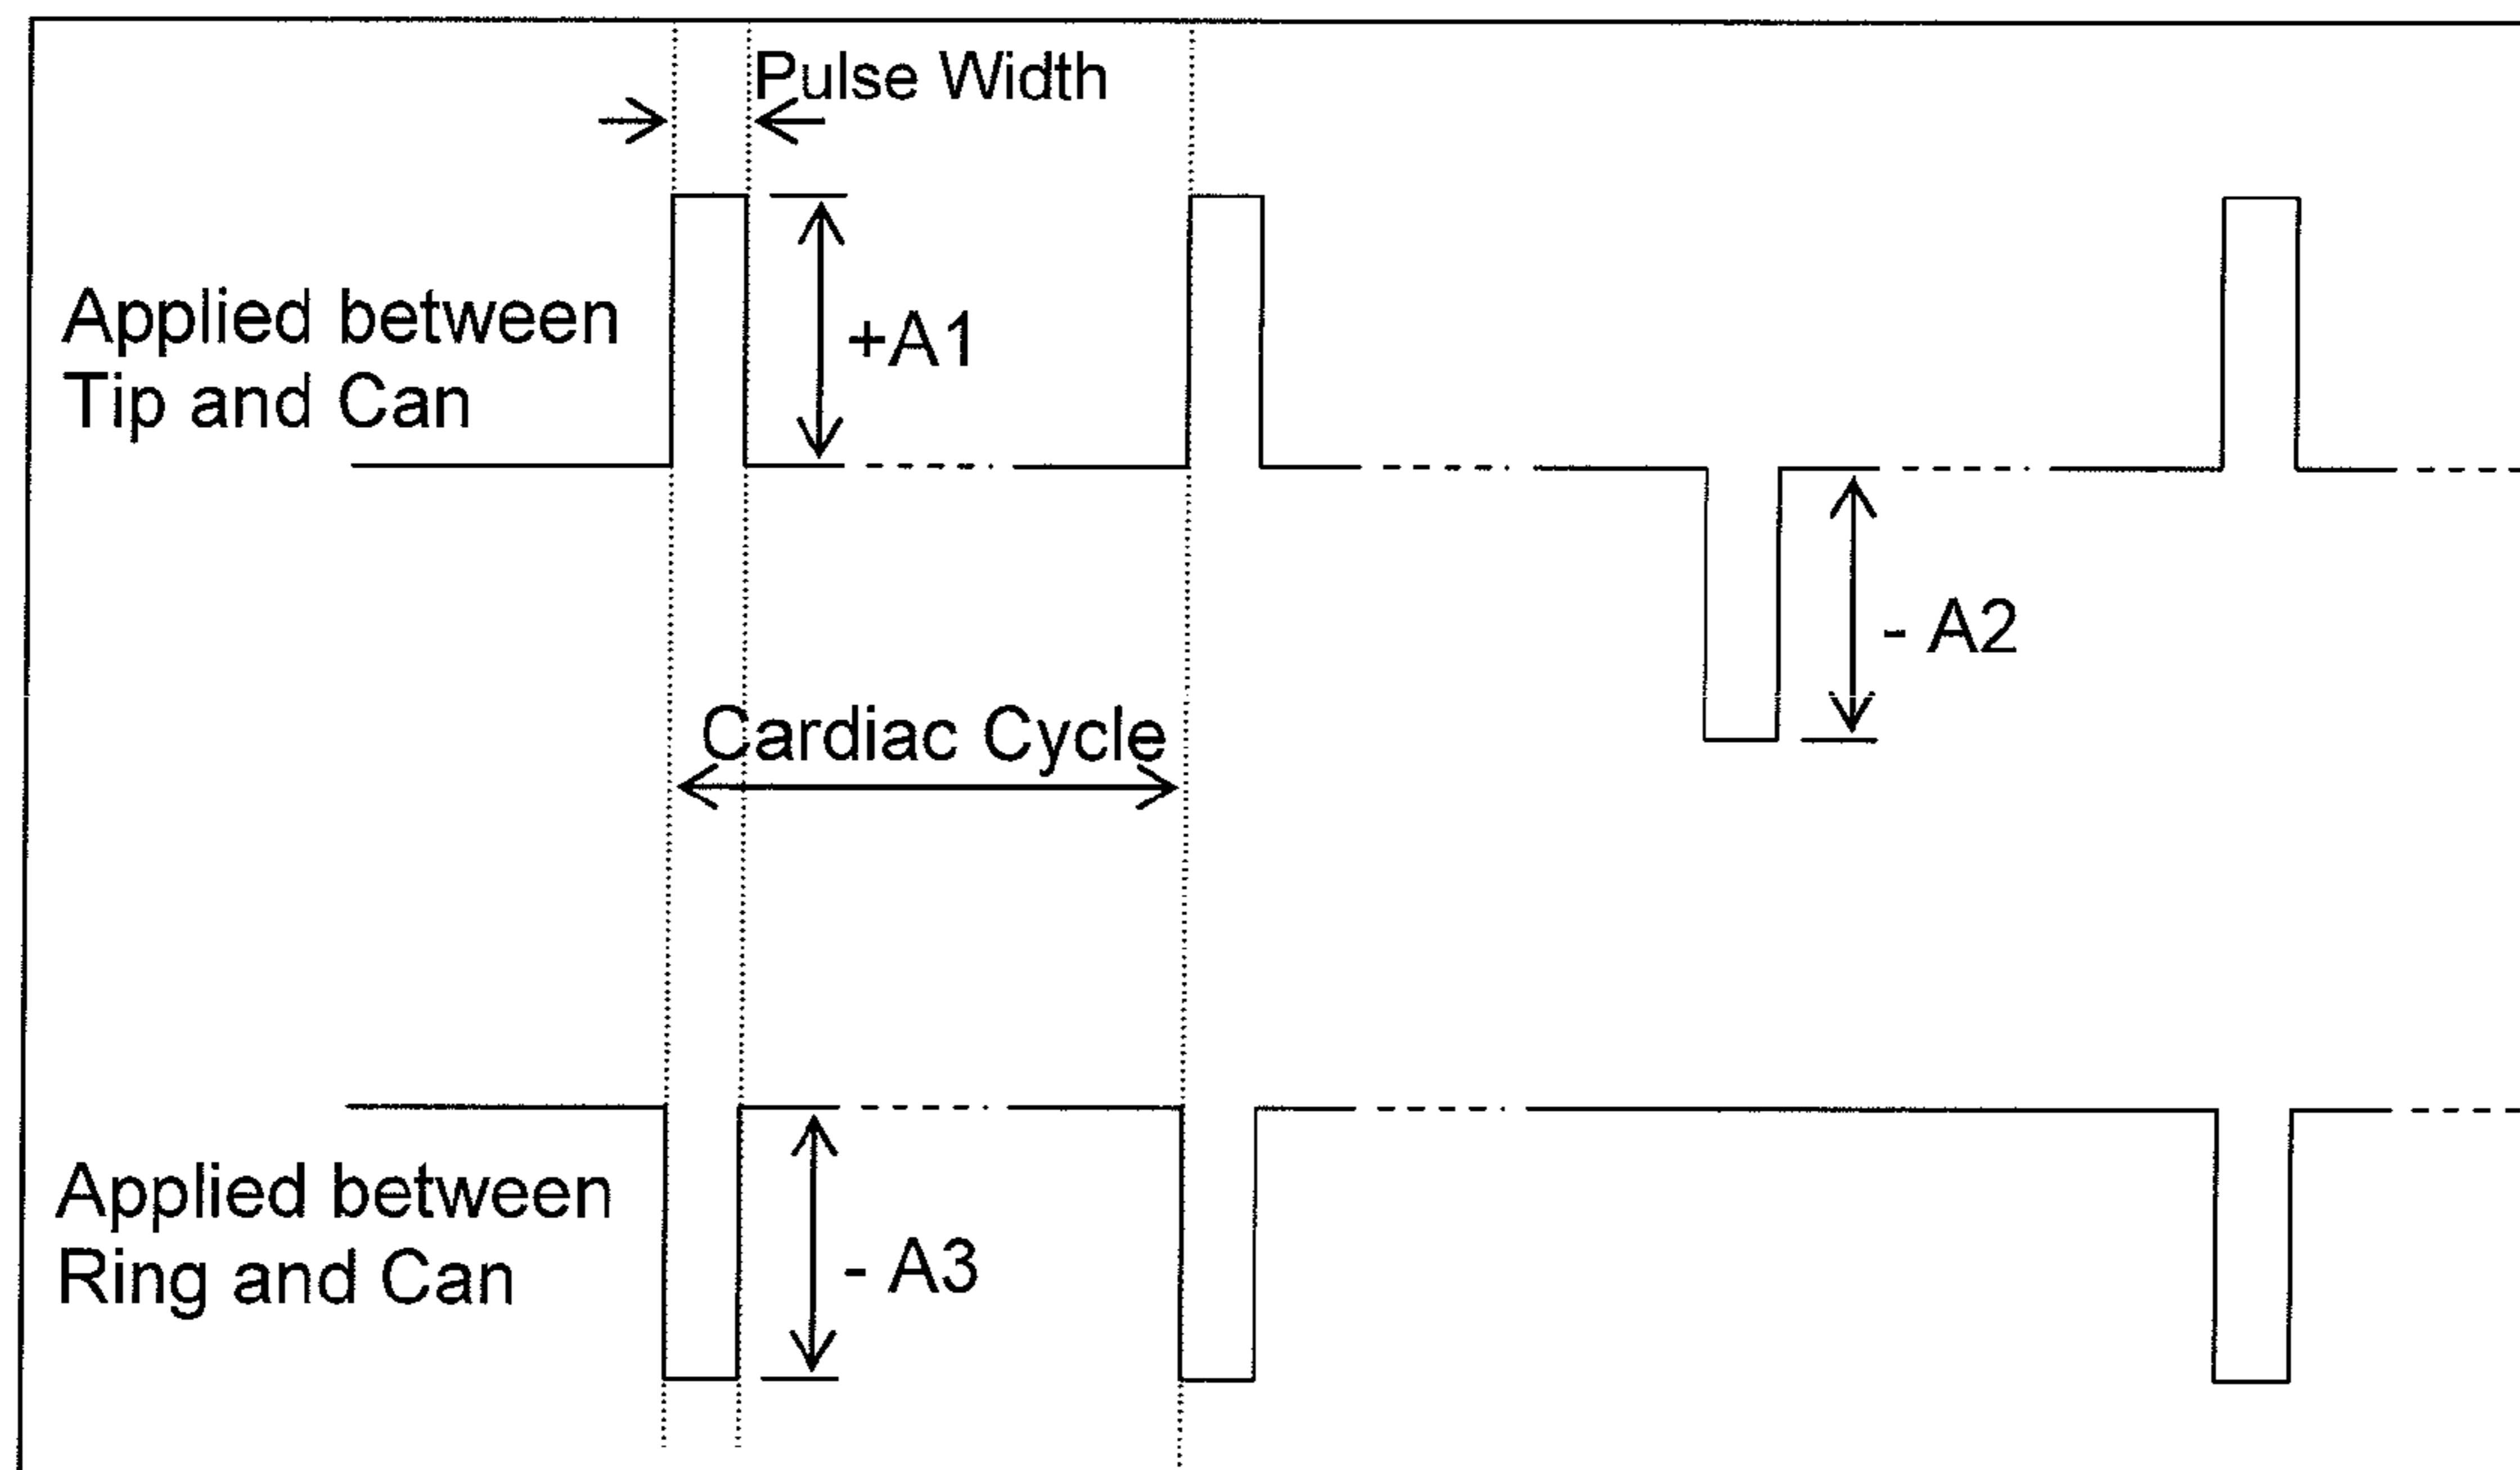 Pulse Width
Applied between
Tip and Can
+A1
- A2
Cardiac Cycle
Applied between
Ring and Can
- A3